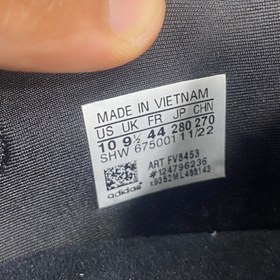 MADE IN VIETNAM
US UK FR JP CHN
10 9½ 44 280 270
SHW 675001 11/22
ART FV8453
#124796236
adidas